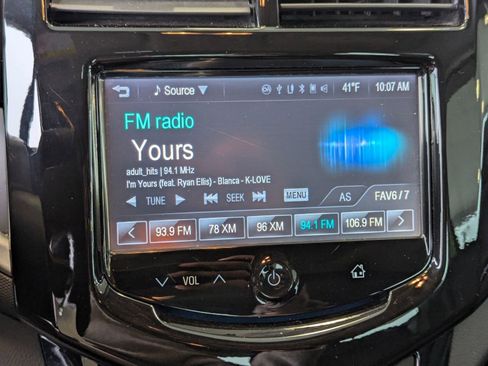 Source 41°F 10:07 AM
FM radio
Yours
adult_hits | 94.1 MHz
I'm Yours (feat. Ryan Ellis) - Blanca - K-LOVE
TUNE SEEK MENU AS FAV6 / 7
93.9 FM 78 XM 96 XM 94.1 FM 106.9 FM
VOL